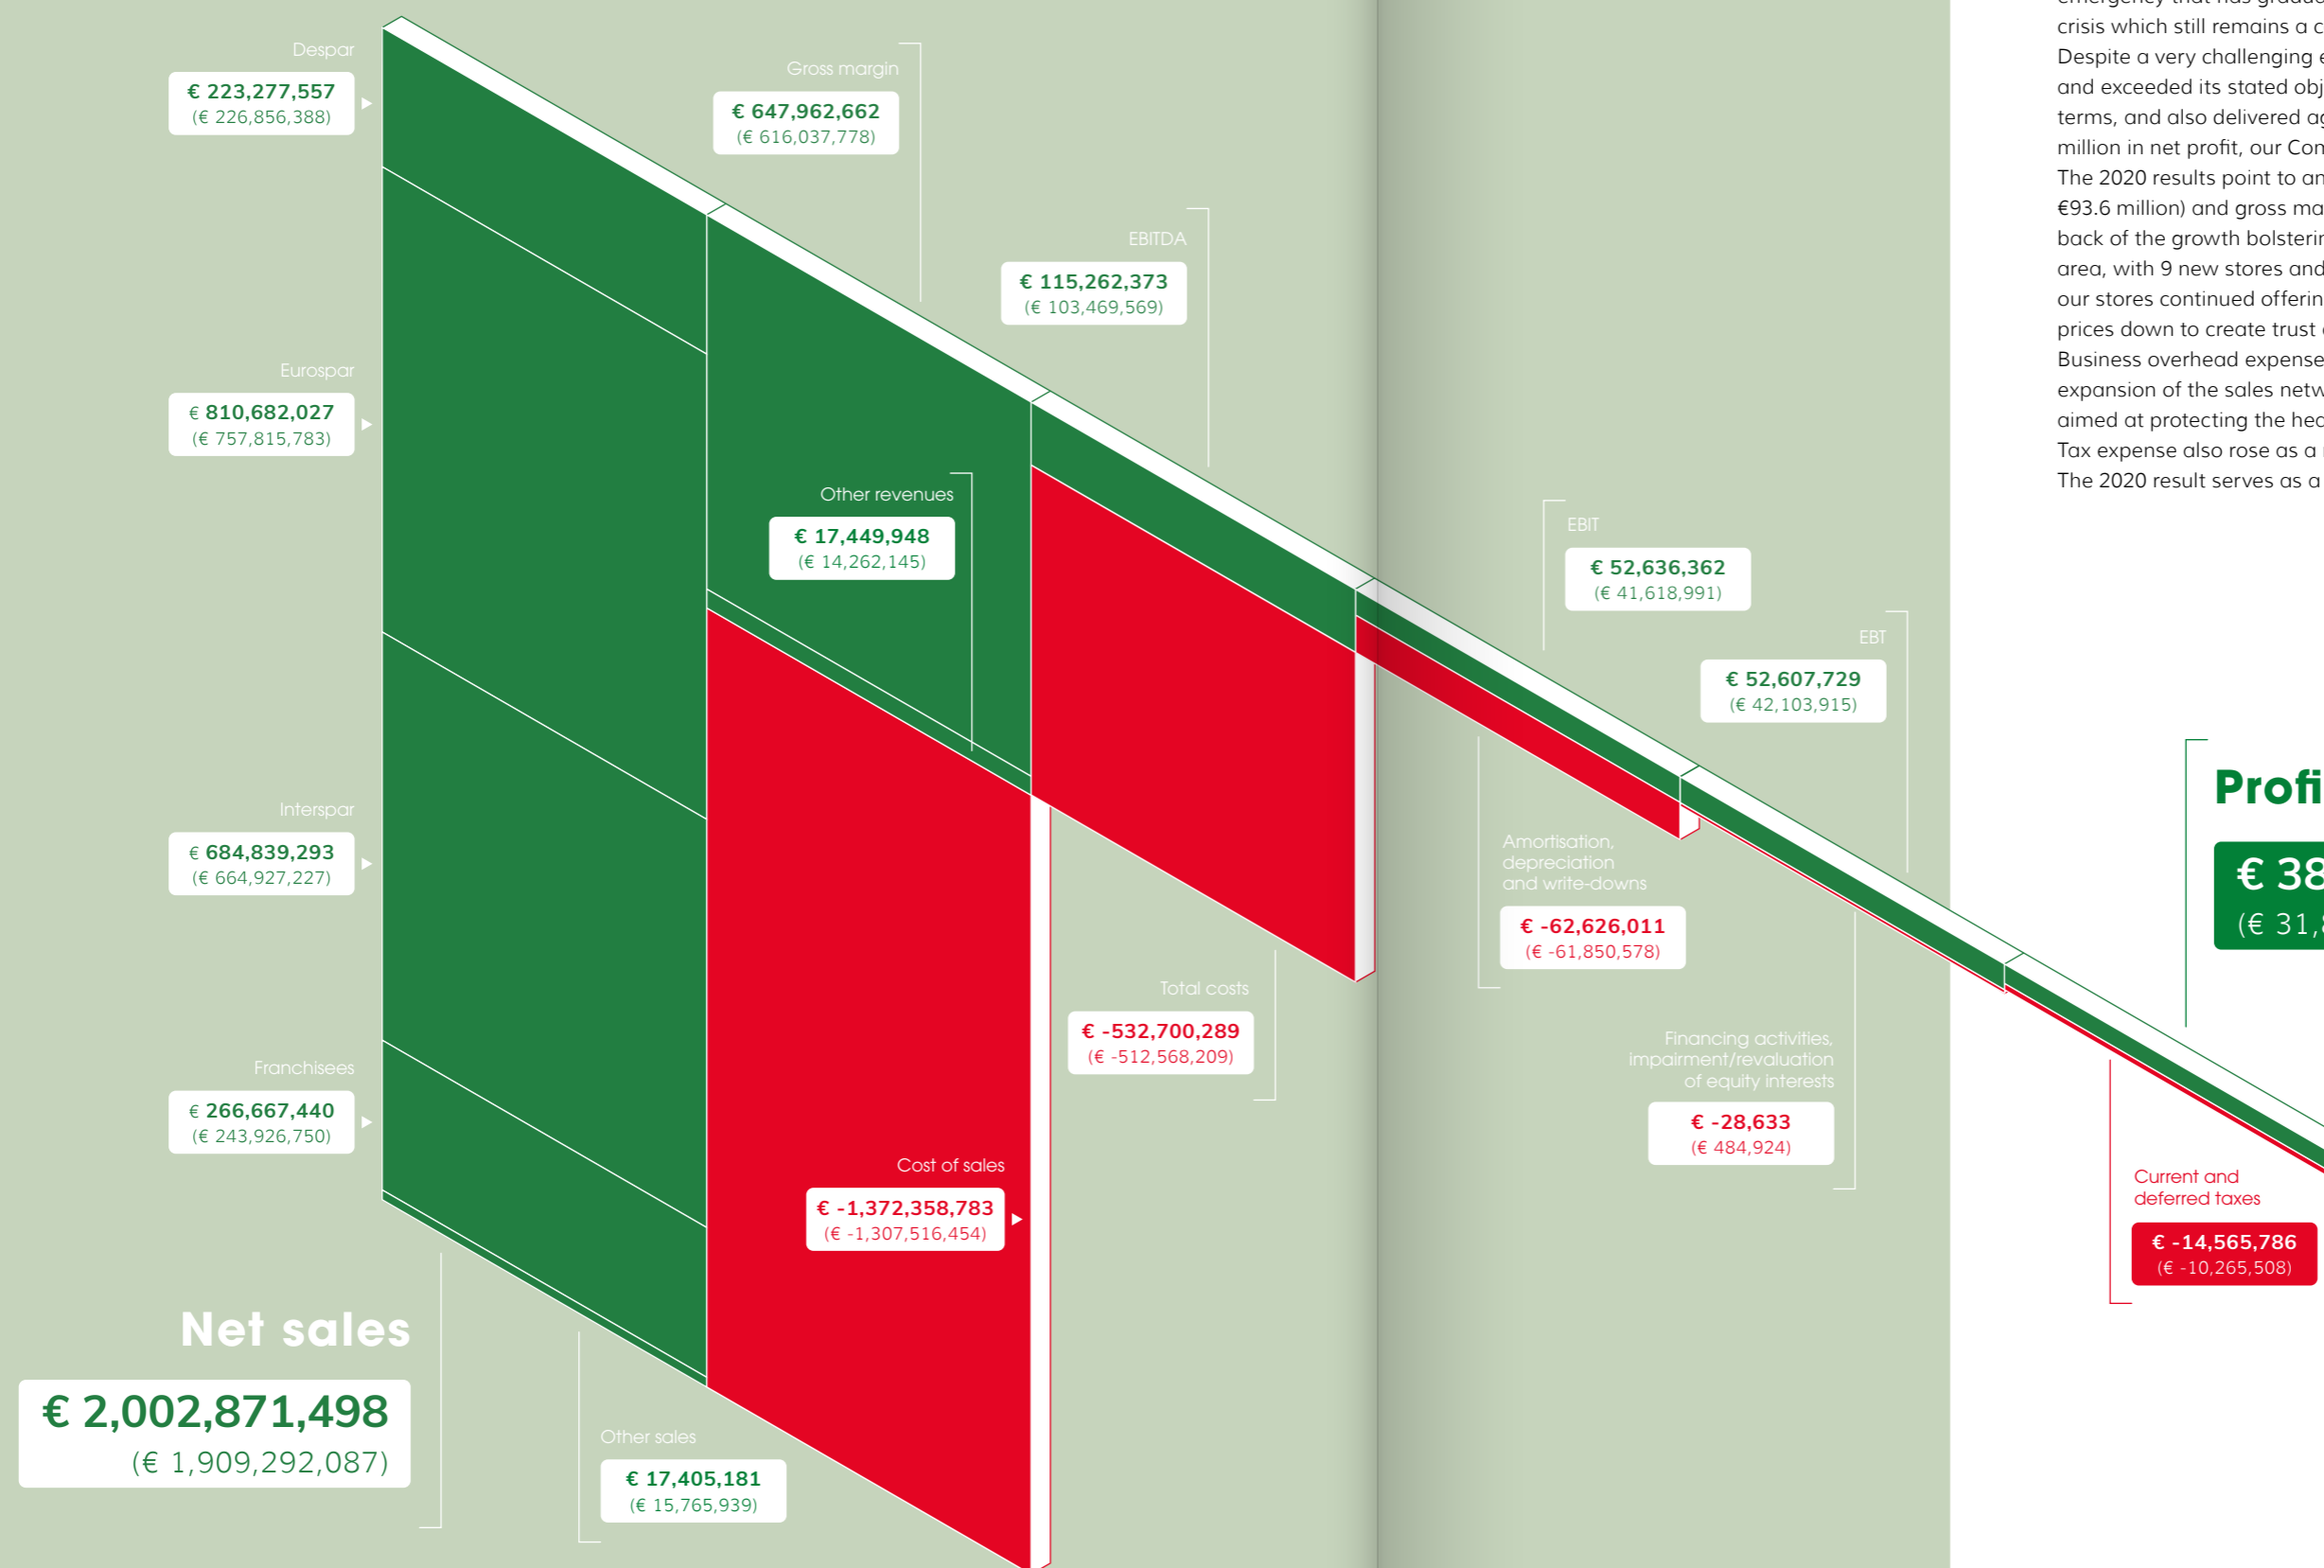 Despar
€ 223,277,557
(€ 226,856,388)
Eurospar
€ 810,682,027
(€ 757,815,783)
Interspar
€ 684,839,293
(€ 664,927,227)
Franchisees
€ 266,667,440
(€ 243,926,750)
Net sales
€ 2,002,871,498
(€ 1,909,292,087)
Other sales
€ 17,405,181
(€ 15,765,939)
Gross margin
€ 647,962,662
(€ 616,037,778)
Other revenues
€ 17,449,948
(€ 14,262,145)
Cost of sales
€ -1,372,358,783
(€ -1,307,516,454)
EBITDA
€ 115,262,373
(€ 103,469,569)
Total costs
€ -532,700,289
(€ -512,568,209)
EBIT
€ 52,636,362
(€ 41,618,991)
Amortisation,
depreciation
and write-downs
€ -62,626,011
(€ -61,850,578)
EBT
€ 52,607,729
(€ 42,103,915)
Financing activities,
impairment/revaluation
of equity interests
€ -28,633
(€ 484,924)
crisis which still remains a
Despite a very challenging
and exceeded its stated
terms, and also delivered
million in net profit, our
The 2020 results point to
€93.6 million) and gross
back of the growth
area, with 9 new stores and
our stores continued
prices down to create trust
Business overhead
expansion of the sales
aimed at protecting the
Tax expense also rose as a
The 2020 result serves as a
€ 38
(€ 31,
Current and
deferred taxes
€ -14,565,786
(€ -10,265,508)